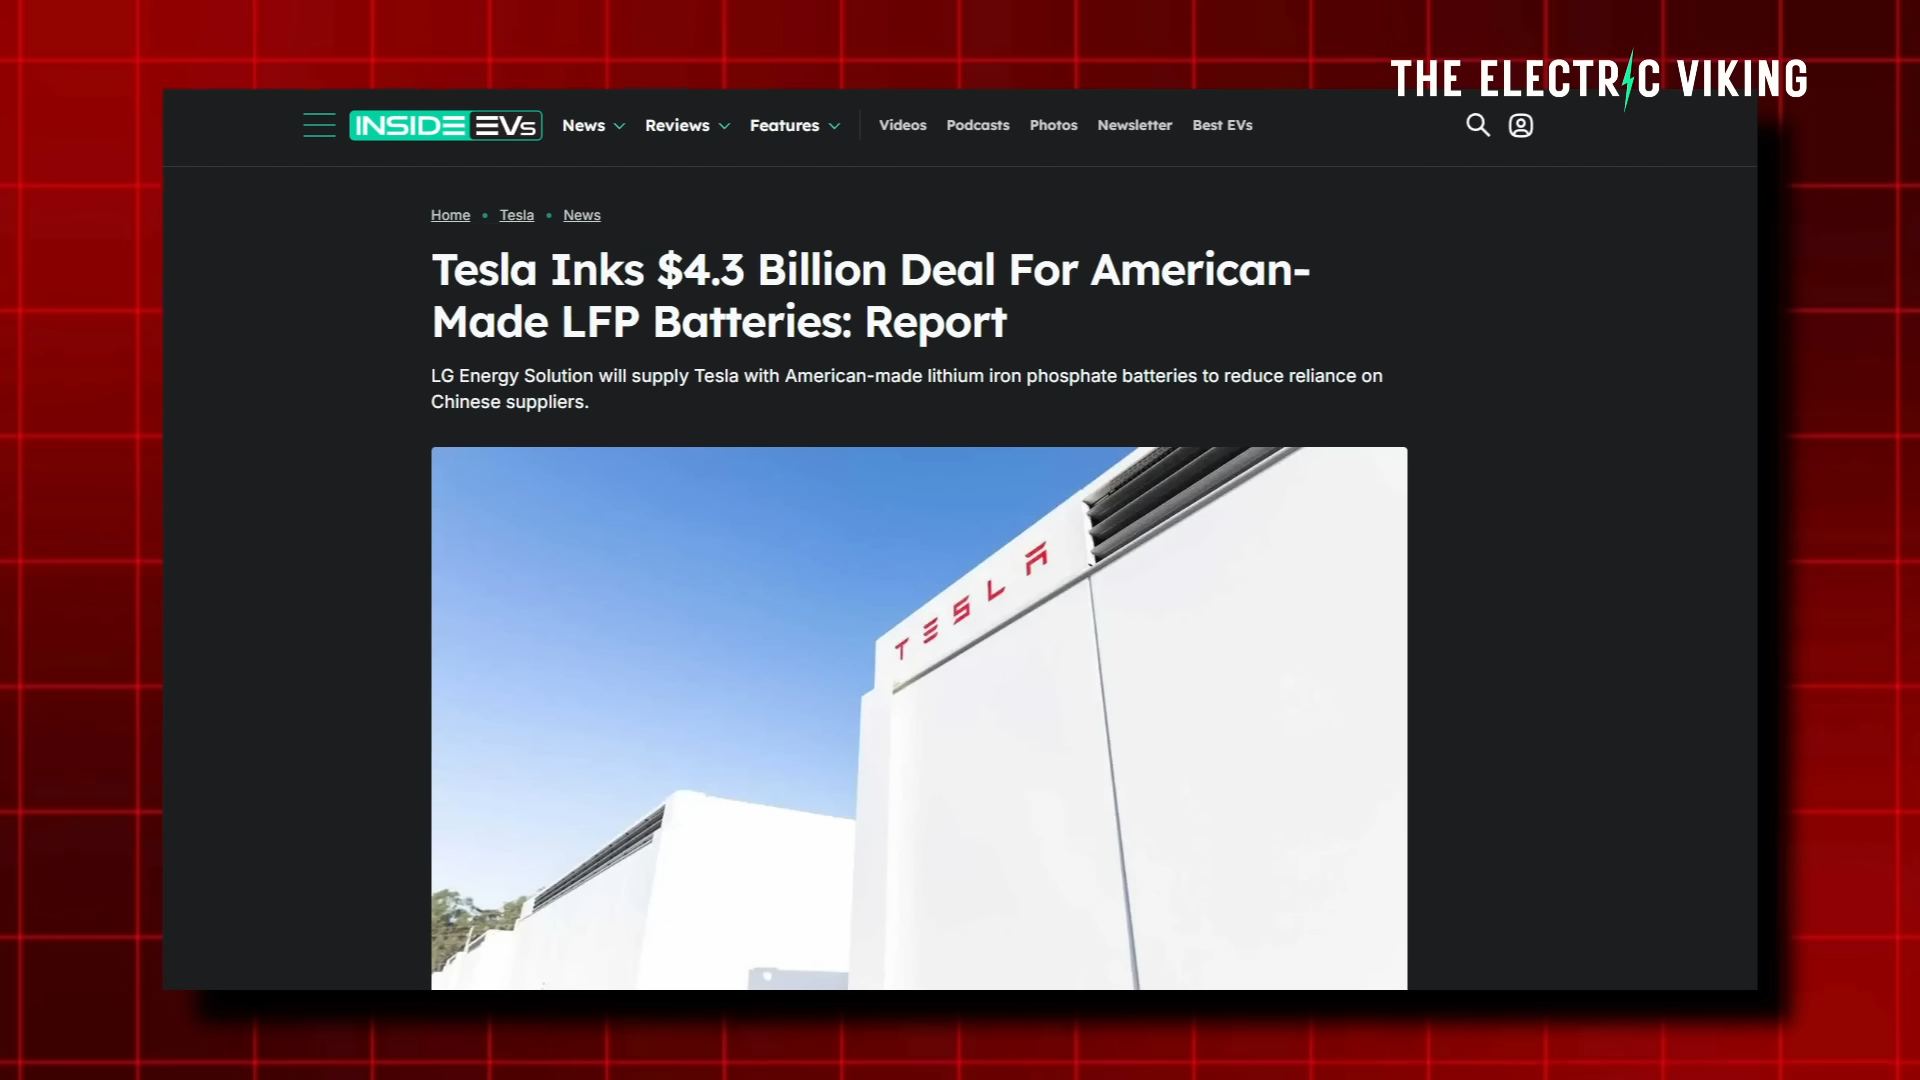 THE ELECTRIC VIKING
INSIDE EVs News Reviews Features Videos Podcasts Photos Newsletter Best EVs
Home • Tesla • News
Tesla Inks $4.3 Billion Deal For American-
Made LFP Batteries: Report
LG Energy Solution will supply Tesla with American-made lithium iron phosphate batteries to reduce reliance on
Chinese suppliers.
TESLA